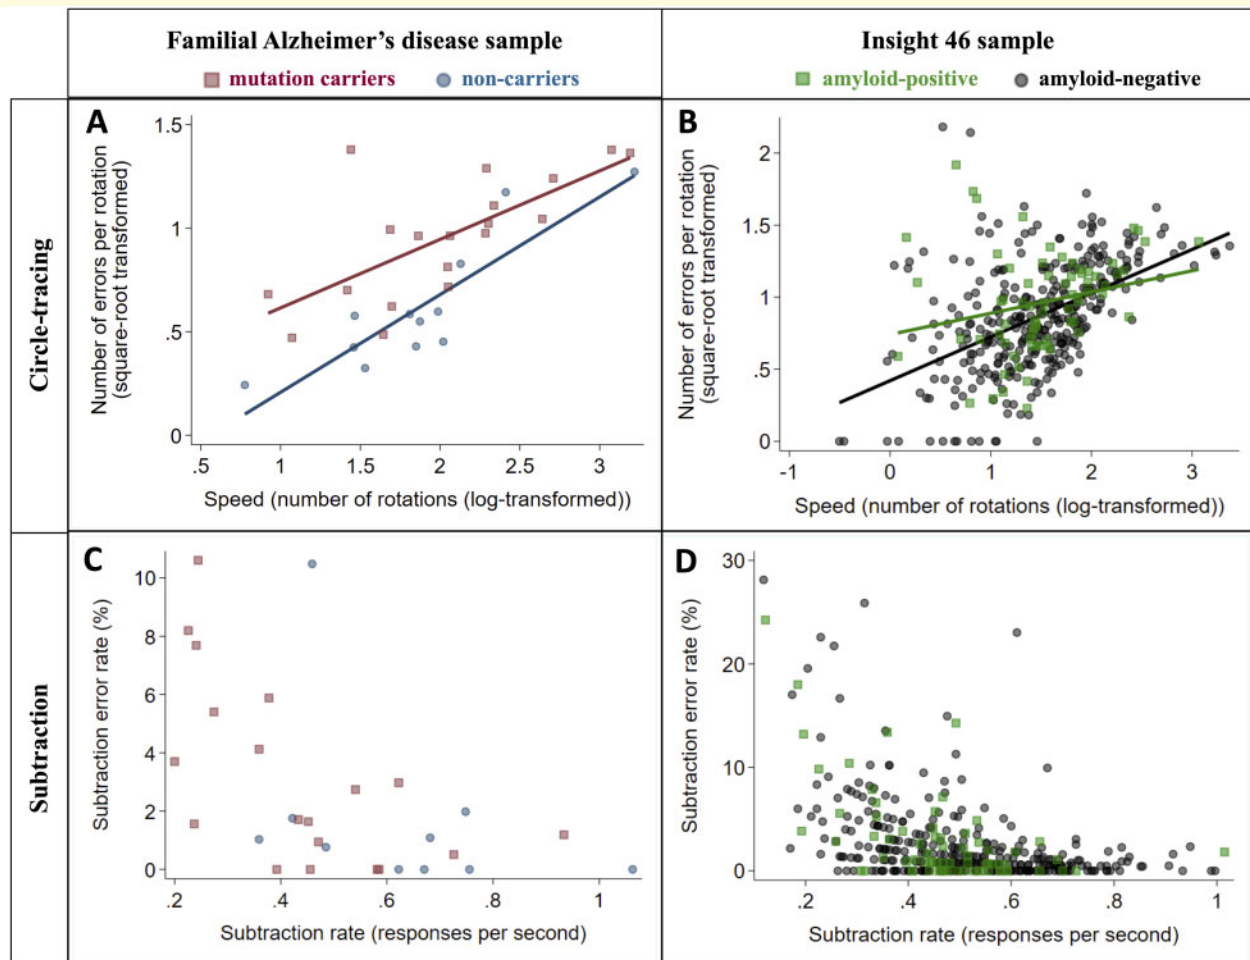 Familial Alzheimer’s disease sample
mutation carriers non-carriers
Insight 46 sample
amyloid-positive amyloid-negative
Circle-tracing
A
Number of errors per rotation
(square-root transformed)
1.5
1
.5
0
.5 1 1.5 2 2.5 3
Speed (number of rotations (log-transformed))
B
Number of errors per rotation
(square-root transformed)
2
1.5
1
.5
0
-1 0 1 2 3
Speed (number of rotations (log-transformed))
Subtraction
C
Subtraction error rate (%)
10
8
6
4
2
0
.2 .4 .6 .8 1
Subtraction rate (responses per second)
D
Subtraction error rate (%)
30
20
10
0
.2 .4 .6 .8 1
Subtraction rate (responses per second)